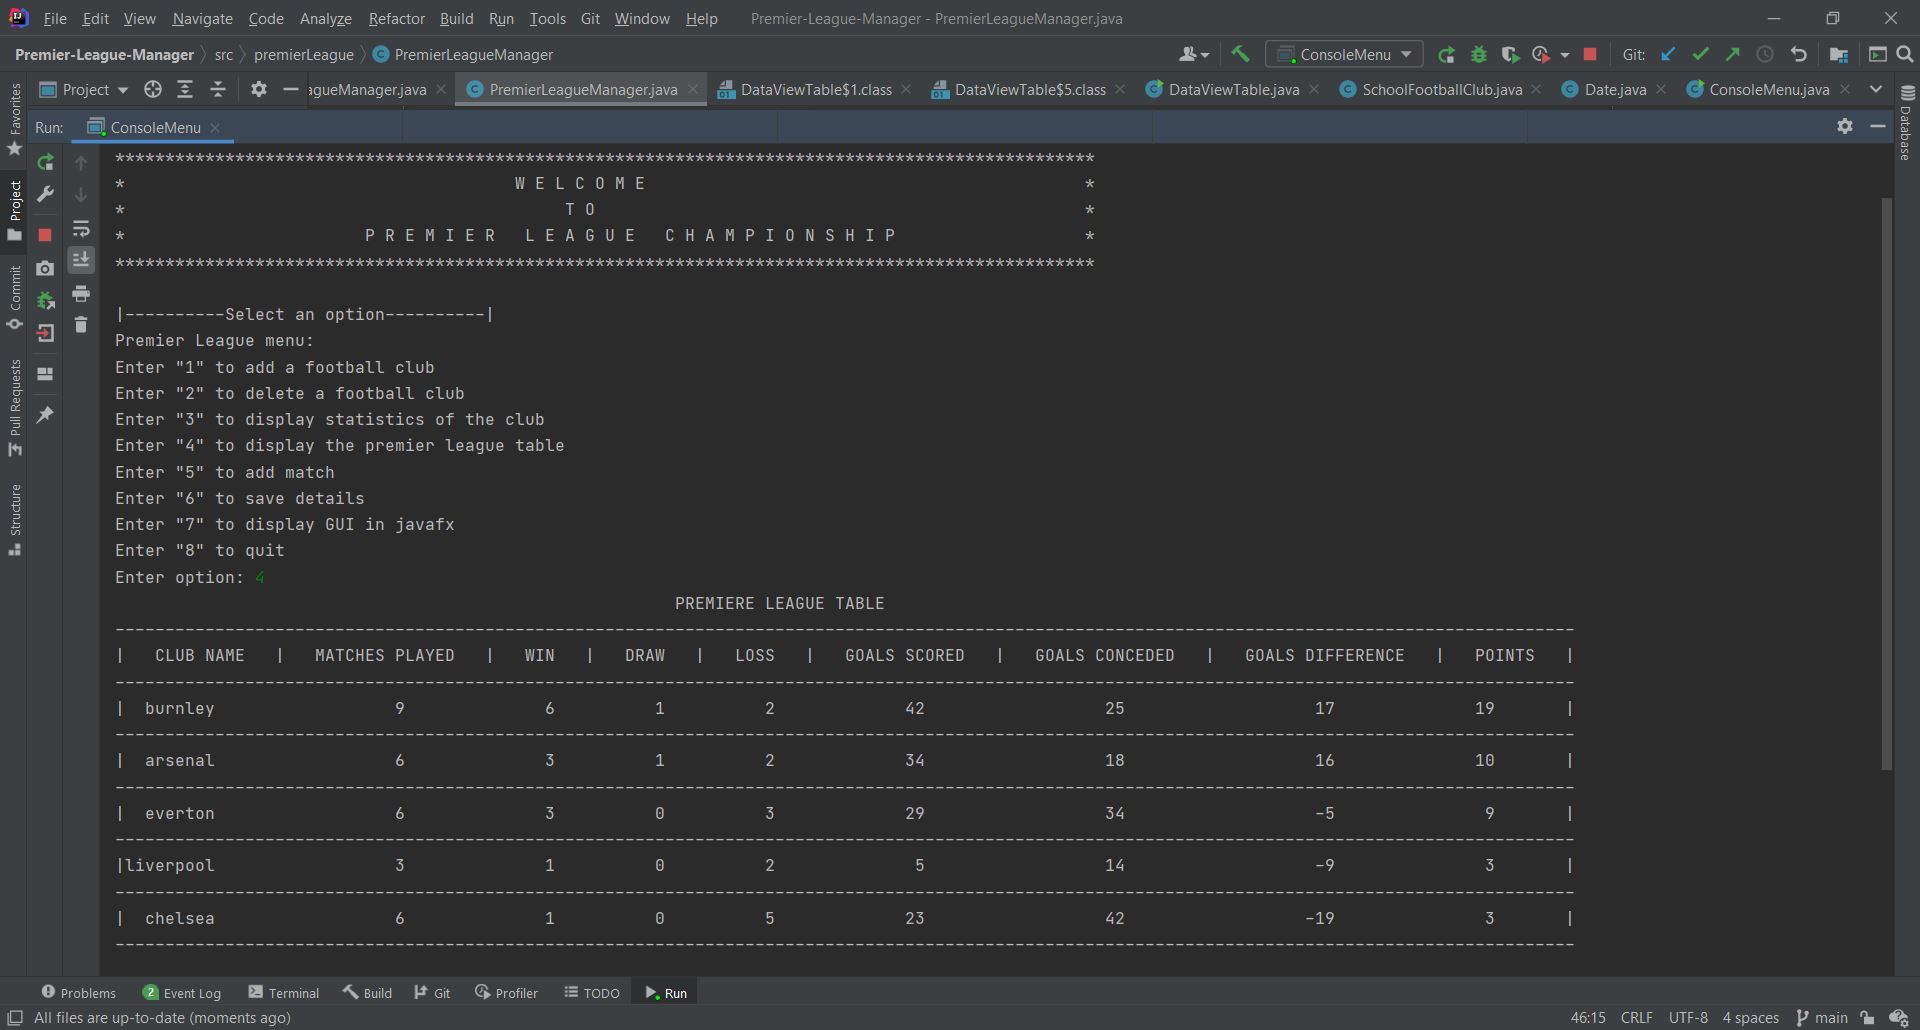 File Edit View Navigate Code Analyze Refactor Build Run Tools Git Window Help Premier-League-Manager - PremierLeagueManager.java
Premier-League-Manager src premierLeague PremierLeagueManager ConsoleMenu Git:
Project agueManager.java PremierLeagueManager.java DataViewTable$1.class DataViewTable$5.class DataViewTable.java SchoolFootballClub.java Date.java ConsoleMenu.java
Run: ConsoleMenu
Favorites
Project
Commit
Pull Requests
Structure
Database
**************************************************************************************************
* W E L C O M E *
* T O *
* P R E M I E R L E A G U E C H A M P I O N S H I P *
**************************************************************************************************
|----------Select an option----------|
Premier League menu:
Enter "1" to add a football club
Enter "2" to delete a football club
Enter "3" to display statistics of the club
Enter "4" to display the premier league table
Enter "5" to add match
Enter "6" to save details
Enter "7" to display GUI in javafx
Enter "8" to quit
Enter option: 4
PREMIERE LEAGUE TABLE
--------------------------------------------------------------------------------------------------------------------------------------------------
| CLUB NAME | MATCHES PLAYED | WIN | DRAW | LOSS | GOALS SCORED | GOALS CONCEDED | GOALS DIFFERENCE | POINTS |
--------------------------------------------------------------------------------------------------------------------------------------------------
| burnley 9 6 1 2 42 25 17 19 |
--------------------------------------------------------------------------------------------------------------------------------------------------
| arsenal 6 3 1 2 34 18 16 10 |
--------------------------------------------------------------------------------------------------------------------------------------------------
| everton 6 3 0 3 29 34 -5 9 |
--------------------------------------------------------------------------------------------------------------------------------------------------
|liverpool 3 1 0 2 5 14 -9 3 |
--------------------------------------------------------------------------------------------------------------------------------------------------
| chelsea 6 1 0 5 23 42 -19 3 |
--------------------------------------------------------------------------------------------------------------------------------------------------
Problems 2 Event Log Terminal Build Git Profiler TODO Run
All files are up-to-date (moments ago) 46:15 CRLF UTF-8 4 spaces main